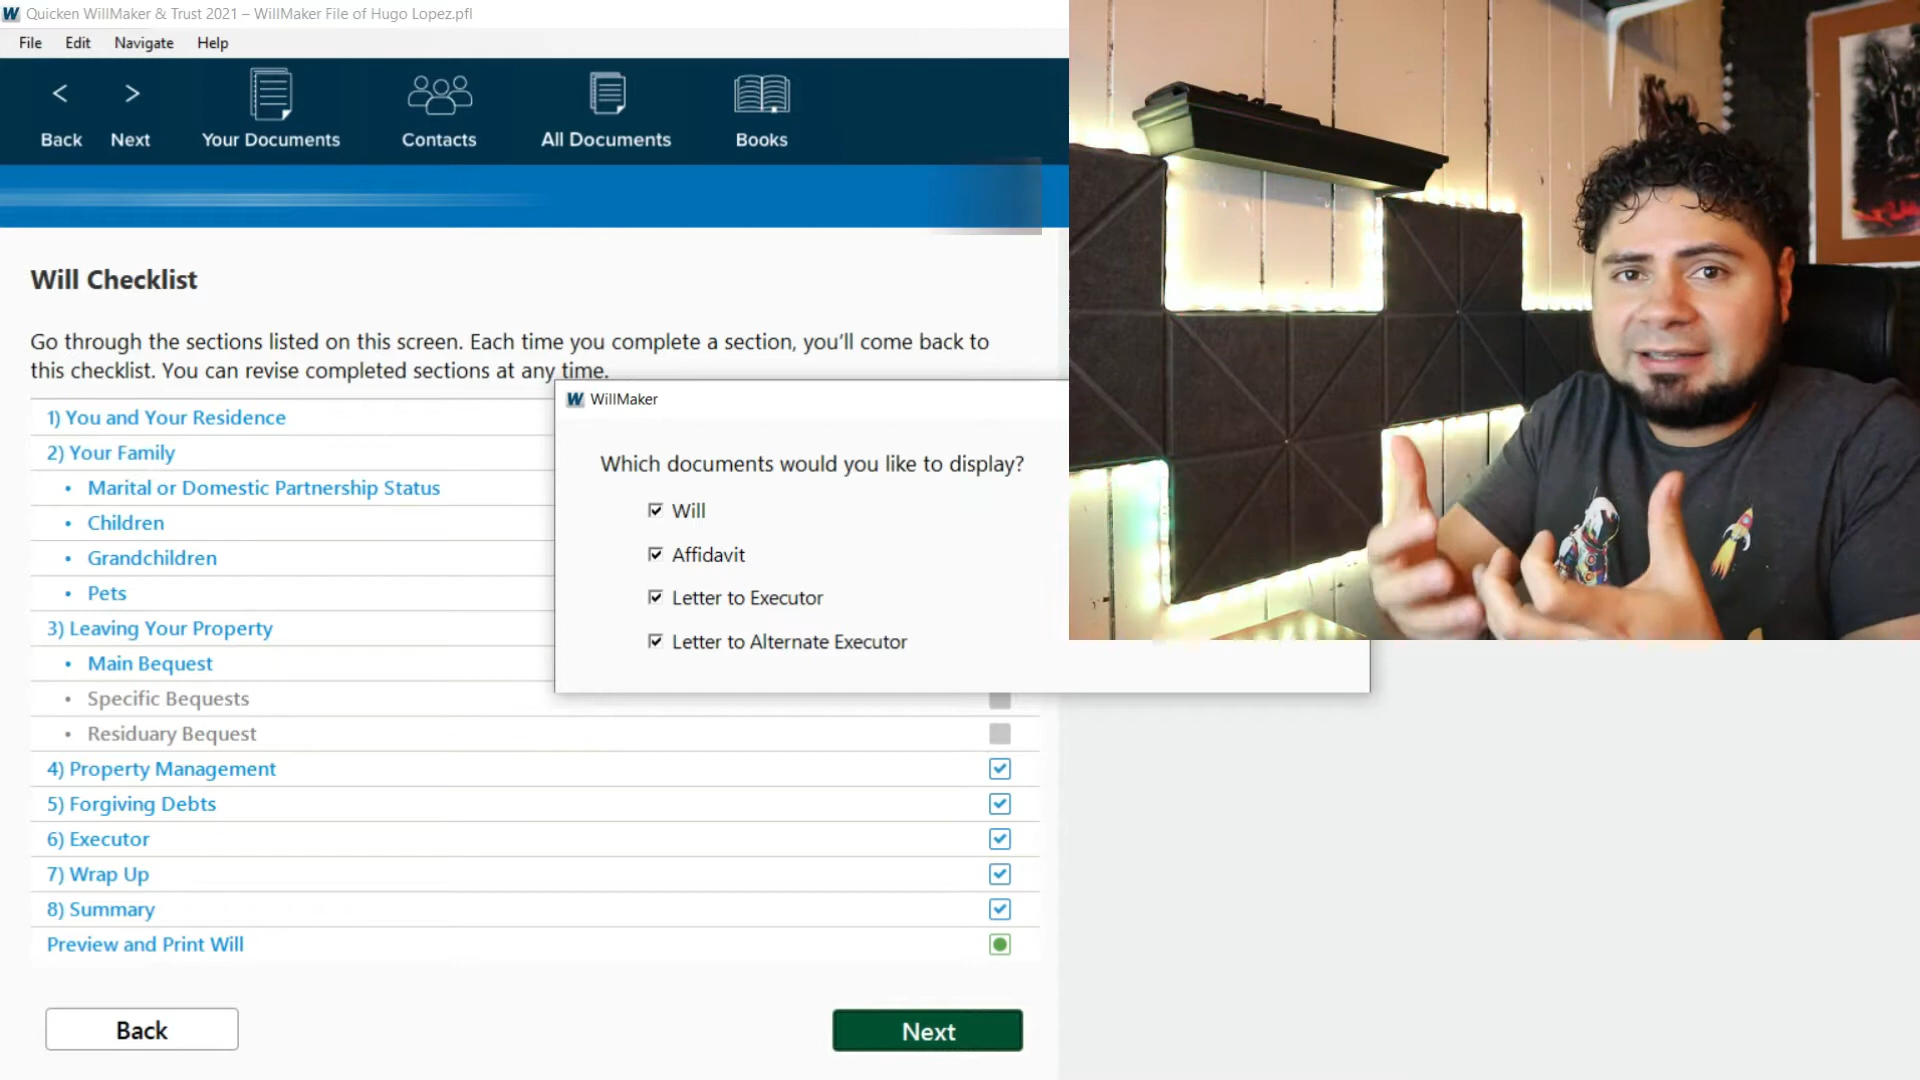 Quicken WillMaker & Trust 2021 – WillMaker File of Hugo Lopez.pfl
File Edit Navigate Help
< >
Back Next Your Documents Contacts All Documents Books
Will Checklist
Go through the sections listed on this screen. Each time you complete a section, you'll come back to
this checklist. You can revise completed sections at any time.
1) You and Your Residence
2) Your Family
• Marital or Domestic Partnership Status
• Children
• Grandchildren
• Pets
3) Leaving Your Property
• Main Bequest
• Specific Bequests
• Residuary Bequest
4) Property Management
5) Forgiving Debts
6) Executor
7) Wrap Up
8) Summary
Preview and Print Will
Back Next
WillMaker
Which documents would you like to display?
Will
Affidavit
Letter to Executor
Letter to Alternate Executor